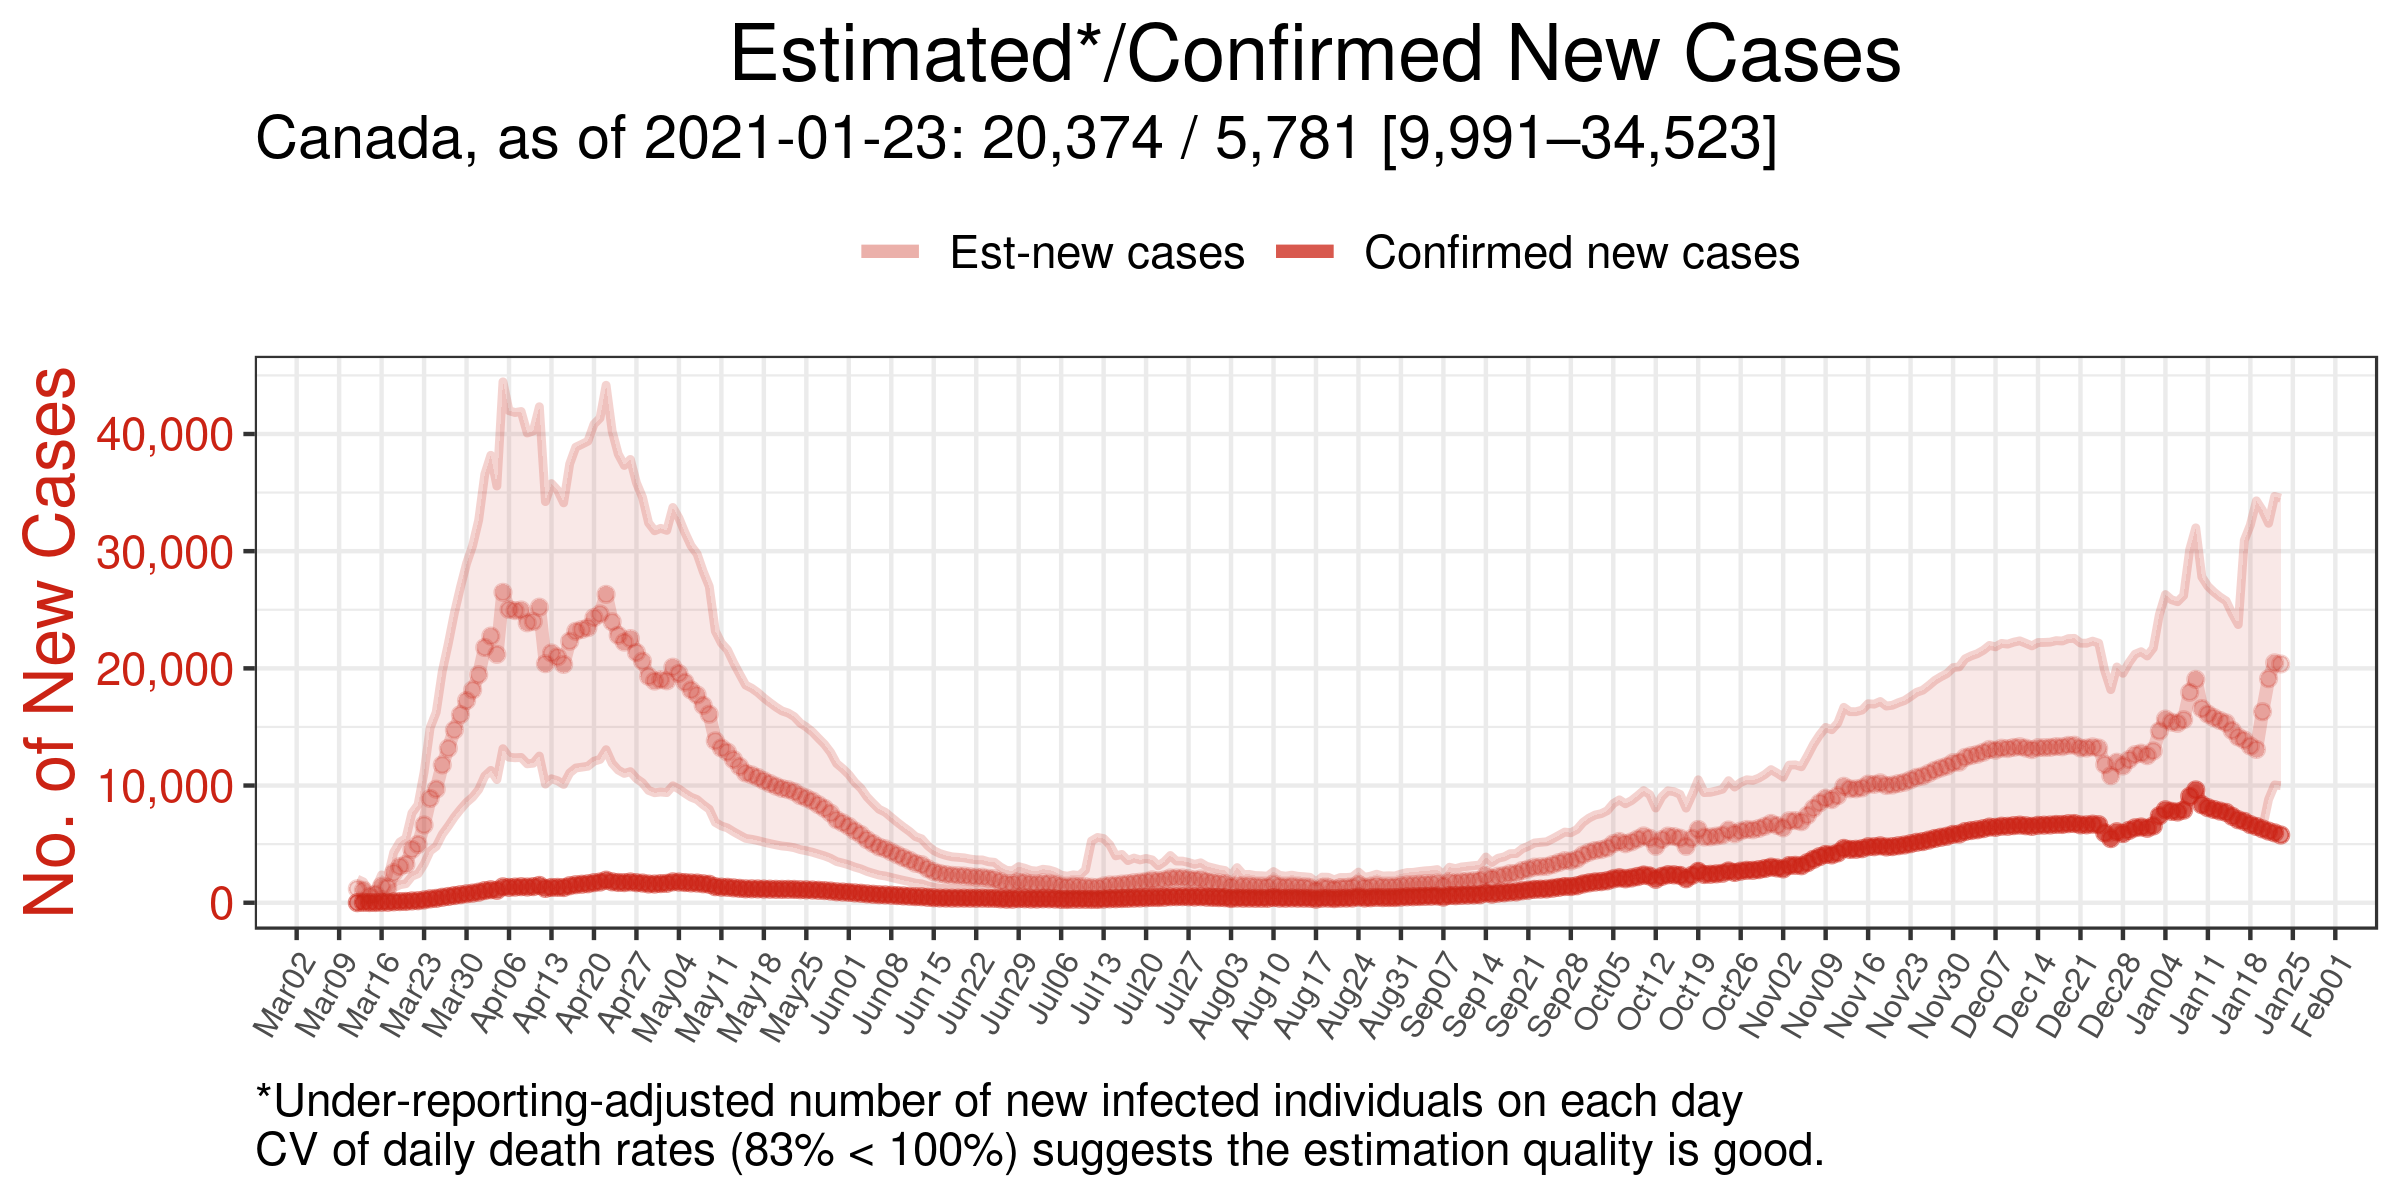 Estimated*/Confirmed New Cases
Canada, as of 2021-01-23: 20,374 / 5,781 [9,991–34,523]
Est-new cases Confirmed new cases
No. of New Cases
40,000
30,000
20,000
10,000
0
Mar02 Mar09 Mar16 Mar23 Mar30 Apr06 Apr13 Apr20 Apr27 May04 May11 May18 May25 Jun01 Jun08 Jun15 Jun22 Jun29 Jul06 Jul13 Jul20 Jul27 Aug03 Aug10 Aug17 Aug24 Aug31 Sep07 Sep14 Sep21 Sep28 Oct05 Oct12 Oct19 Oct26 Nov02 Nov09 Nov16 Nov23 Nov30 Dec07 Dec14 Dec21 Dec28 Jan04 Jan11 Jan18 Jan25 Feb01
*Under-reporting-adjusted number of new infected individuals on each day
CV of daily death rates (83% < 100%) suggests the estimation quality is good.